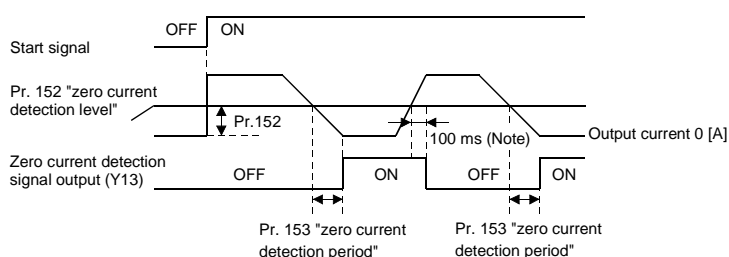 OFF ON
Start signal
Pr. 152 "zero current
detection level"
Pr.152
100 ms (Note)
Output current 0 [A]
Zero current detection
signal output (Y13)
OFF ON OFF ON
Pr. 153 "zero current
detection period"
Pr. 153 "zero current
detection period"